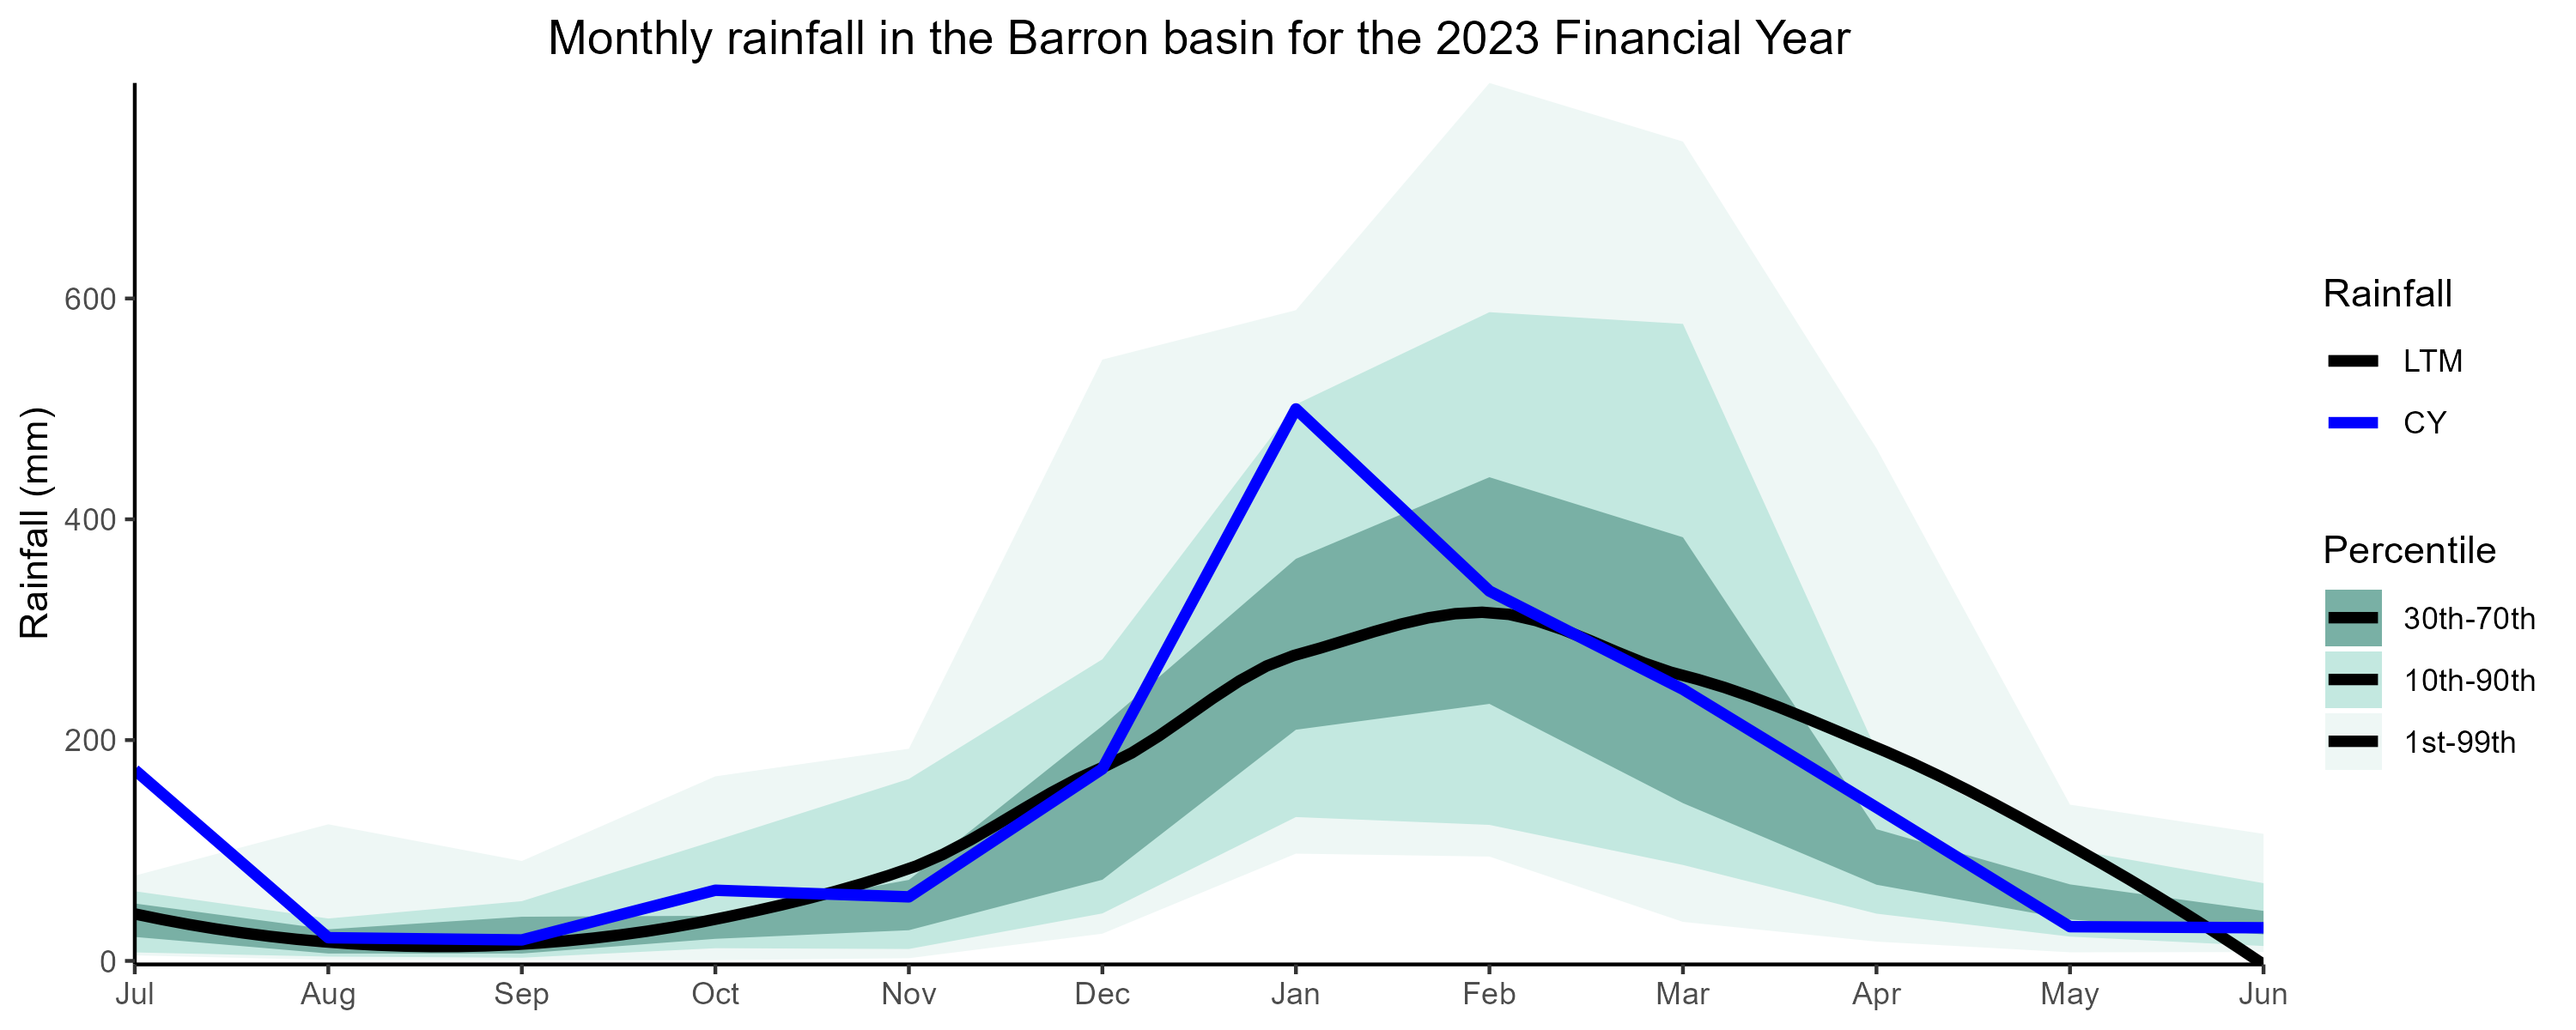 Monthly rainfall in the Barron basin for the 2023 Financial Year
Rainfall (mm)
600
400
200
0
Jul Aug Sep Oct Nov Dec Jan Feb Mar Apr May Jun
Rainfall
LTM
CY
Percentile
30th-70th
10th-90th
1st-99th